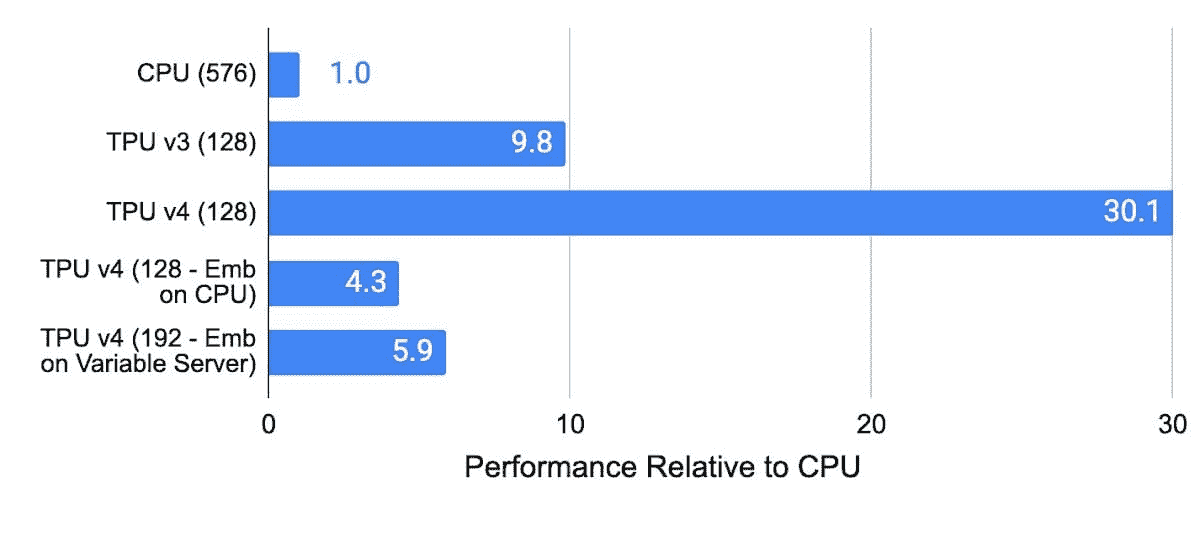 CPU (576)
1.0
TPU v3 (128)
9.8
TPU v4 (128)
30.1
TPU v4 (128 - Emb
on CPU)
4.3
TPU v4 (192 - Emb
on Variable Server)
5.9
0
10
20
30
Performance Relative to CPU